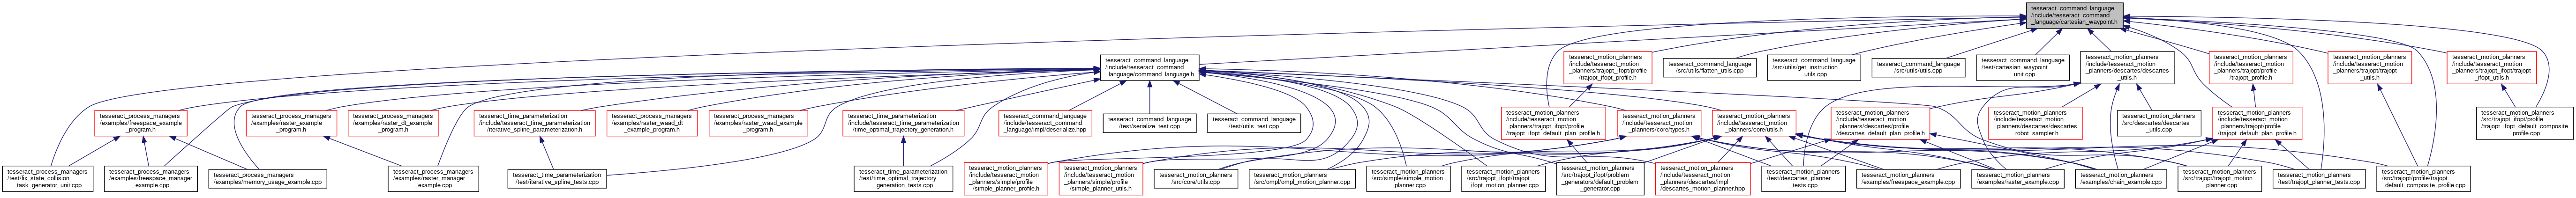 tesseract_command_language
/include/tesseract_command
_language/cartesian_waypoint.h
tesseract_command_language
/include/tesseract_command
_language/command_language.h
tesseract_motion_planners
/include/tesseract_motion
_planners/trajopt_ifopt/profile
/trajopt_ifopt_profile.h
tesseract_command_language
/src/utils/flatten_utils.cpp
tesseract_command_language
/src/utils/get_instruction
_utils.cpp
tesseract_command_language
/src/utils/utils.cpp
tesseract_command_language
/test/cartesian_waypoint
_unit.cpp
tesseract_motion_planners
/include/tesseract_motion
_planners/descartes/descartes
_utils.h
tesseract_motion_planners
/include/tesseract_motion
_planners/trajopt/profile
/trajopt_profile.h
tesseract_motion_planners
/include/tesseract_motion
_planners/trajopt/trajopt
_utils.h
tesseract_motion_planners
/include/tesseract_motion
_planners/trajopt_ifopt/trajopt
_ifopt_utils.h
tesseract_process_managers
/examples/freespace_example
_program.h
tesseract_process_managers
/examples/raster_example
_program.h
tesseract_process_managers
/examples/raster_dt_example
_program.h
tesseract_time_parameterization
/include/tesseract_time_parameterization
/iterative_spline_parameterization.h
tesseract_process_managers
/examples/raster_waad_dt
_example_program.h
tesseract_process_managers
/examples/raster_waad_example
_program.h
tesseract_time_parameterization
/include/tesseract_time_parameterization
/time_optimal_trajectory_generation.h
tesseract_command_language
/include/tesseract_command
_language/impl/deserialize.hpp
tesseract_command_language
/test/serialize_test.cpp
tesseract_command_language
/test/utils_test.cpp
tesseract_motion_planners
/include/tesseract_motion
_planners/trajopt_ifopt/profile
/trajopt_ifopt_default_plan_profile.h
tesseract_motion_planners
/include/tesseract_motion
_planners/core/types.h
tesseract_motion_planners
/include/tesseract_motion
_planners/core/utils.h
tesseract_motion_planners
/include/tesseract_motion
_planners/descartes/profile
/descartes_default_plan_profile.h
tesseract_motion_planners
/include/tesseract_motion
_planners/descartes/descartes
_robot_sampler.h
tesseract_motion_planners
/src/descartes/descartes
_utils.cpp
tesseract_motion_planners
/include/tesseract_motion
_planners/trajopt/profile
/trajopt_default_plan_profile.h
tesseract_motion_planners
/src/trajopt_ifopt/profile
/trajopt_ifopt_default_composite
_profile.cpp
tesseract_process_managers
/test/fix_state_collision
_task_generator_unit.cpp
tesseract_process_managers
/examples/freespace_manager
_example.cpp
tesseract_process_managers
/examples/memory_usage_example.cpp
tesseract_process_managers
/examples/raster_manager
_example.cpp
tesseract_time_parameterization
/test/iterative_spline_tests.cpp
tesseract_time_parameterization
/test/time_optimal_trajectory
_generation_tests.cpp
tesseract_motion_planners
/include/tesseract_motion
_planners/simple/profile
/simple_planner_profile.h
tesseract_motion_planners
/include/tesseract_motion
_planners/simple/profile
/simple_planner_utils.h
tesseract_motion_planners
/src/core/utils.cpp
tesseract_motion_planners
/src/ompl/ompl_motion_planner.cpp
tesseract_motion_planners
/src/simple/simple_motion
_planner.cpp
tesseract_motion_planners
/src/trajopt_ifopt/trajopt
_ifopt_motion_planner.cpp
tesseract_motion_planners
/src/trajopt_ifopt/problem
_generators/default_problem
_generator.cpp
tesseract_motion_planners
/include/tesseract_motion
_planners/descartes/impl
/descartes_motion_planner.hpp
tesseract_motion_planners
/test/descartes_planner
_tests.cpp
tesseract_motion_planners
/examples/freespace_example.cpp
tesseract_motion_planners
/examples/raster_example.cpp
tesseract_motion_planners
/examples/chain_example.cpp
tesseract_motion_planners
/src/trajopt/trajopt_motion
_planner.cpp
tesseract_motion_planners
/test/trajopt_planner_tests.cpp
tesseract_motion_planners
/src/trajopt/profile/trajopt
_default_composite_profile.cpp